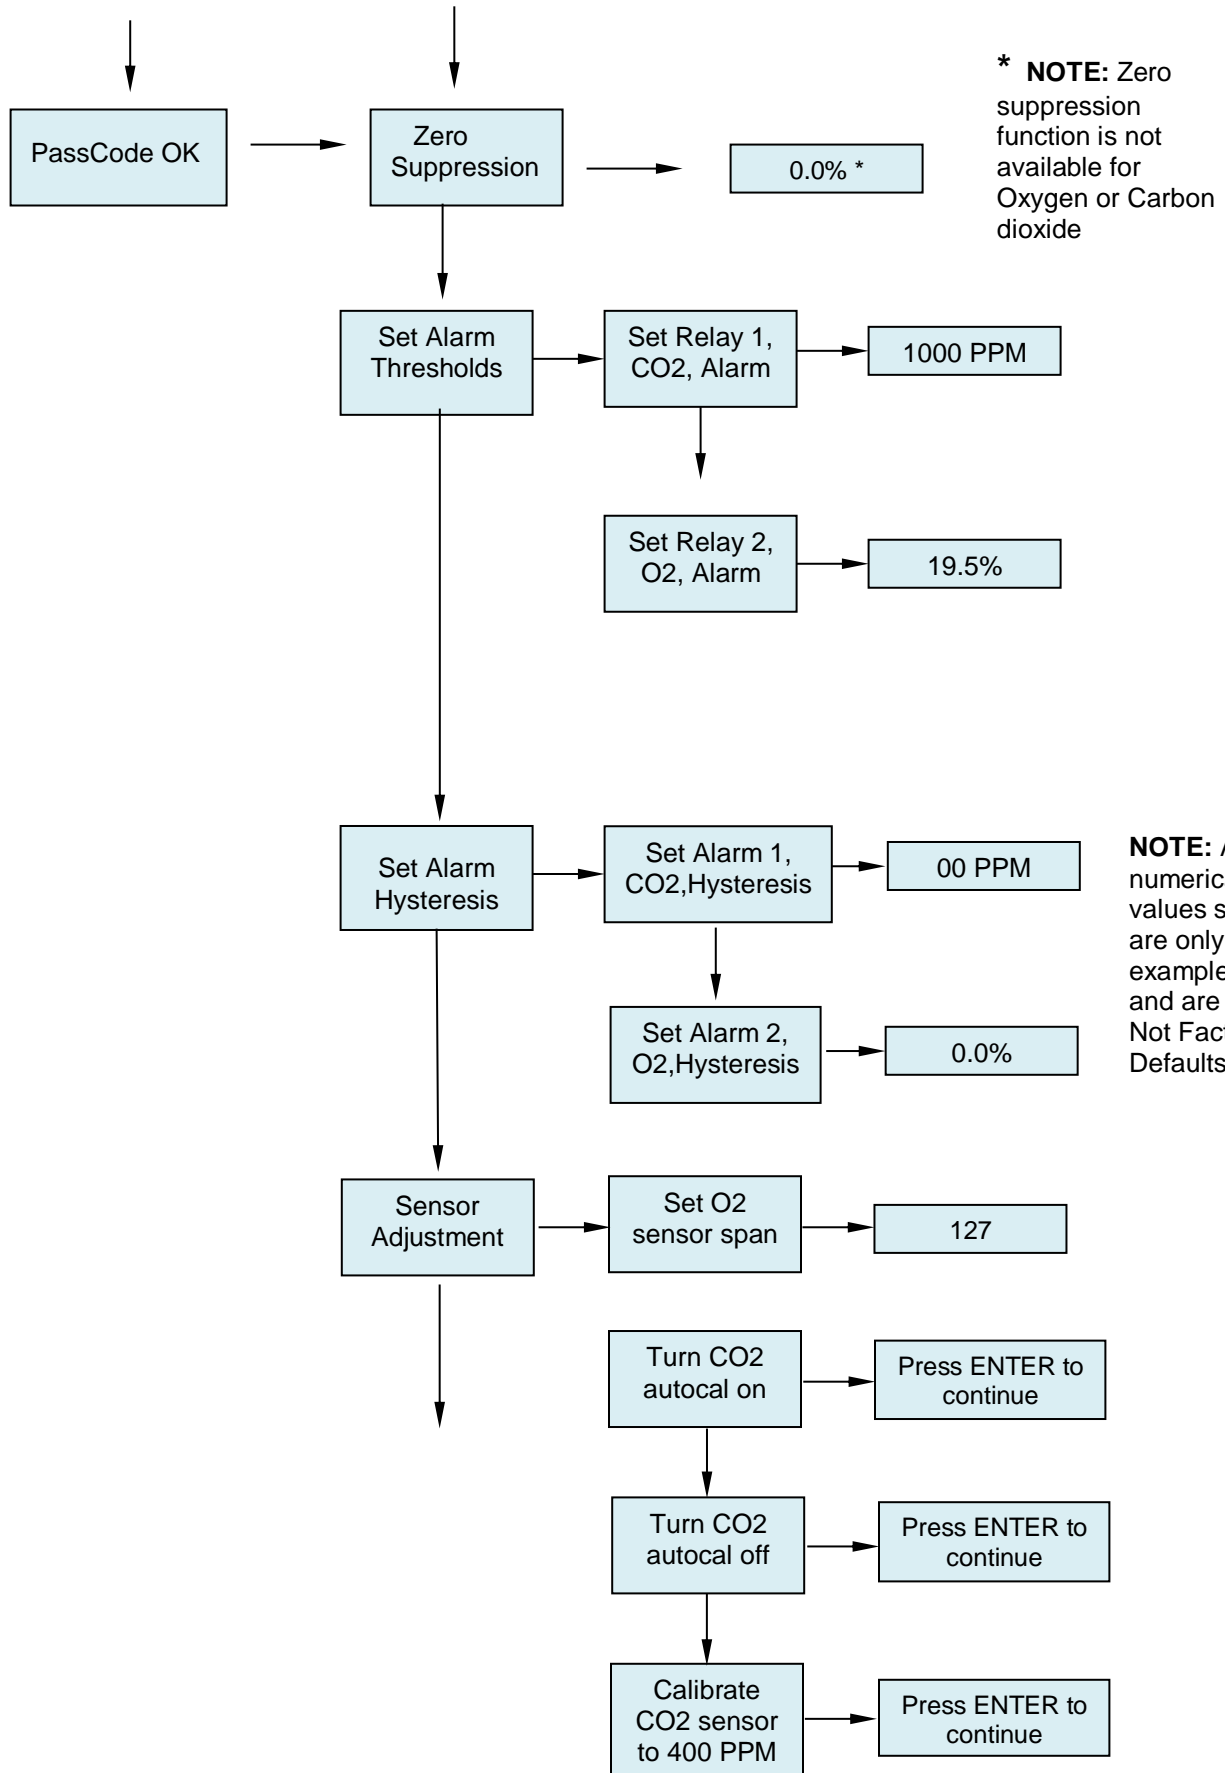 * NOTE: Zero
suppression
function is not
available for
Oxygen or Carbon
dioxide
PassCode OK
Zero
Suppression
0.0% *
Set Alarm
Thresholds
Set Relay 1,
CO2, Alarm
1000 PPM
Set Relay 2,
O2, Alarm
19.5%
Set Alarm
Hysteresis
Set Alarm 1,
CO2,Hysteresis
00 PPM
NOTE:
values
are only
and are
Not
Defaults
Set Alarm 2,
O2,Hysteresis
0.0%
Sensor
Adjustment
Set O2
sensor span
127
Turn CO2
autocal on
Press ENTER to
continue
Turn CO2
autocal off
Press ENTER to
continue
Calibrate
CO2 sensor
to 400 PPM
Press ENTER to
continue